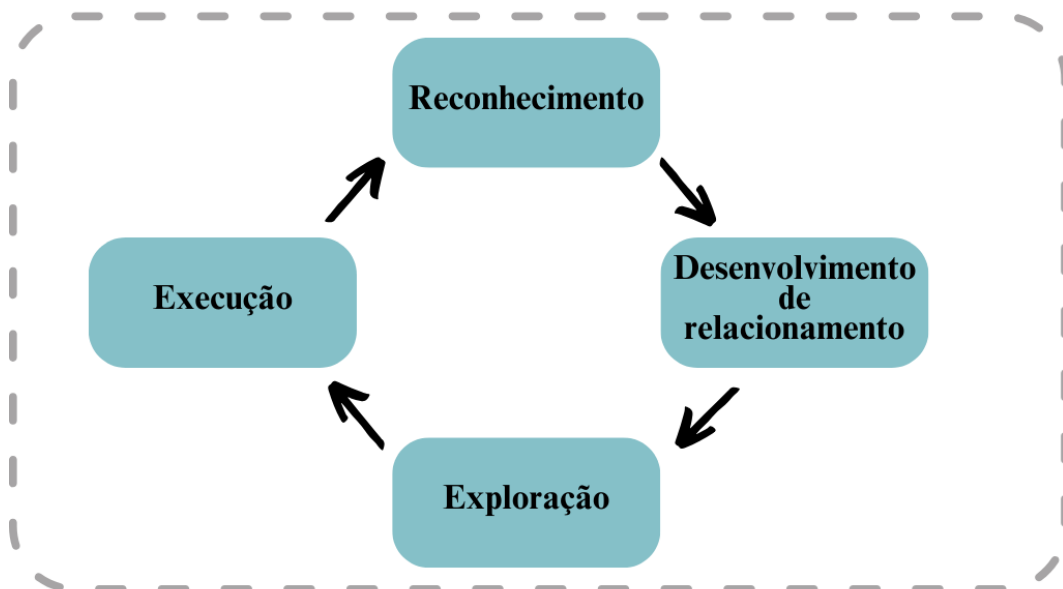 Reconhecimento
Desenvolvimento
de
relacionamento
Execução
Exploração